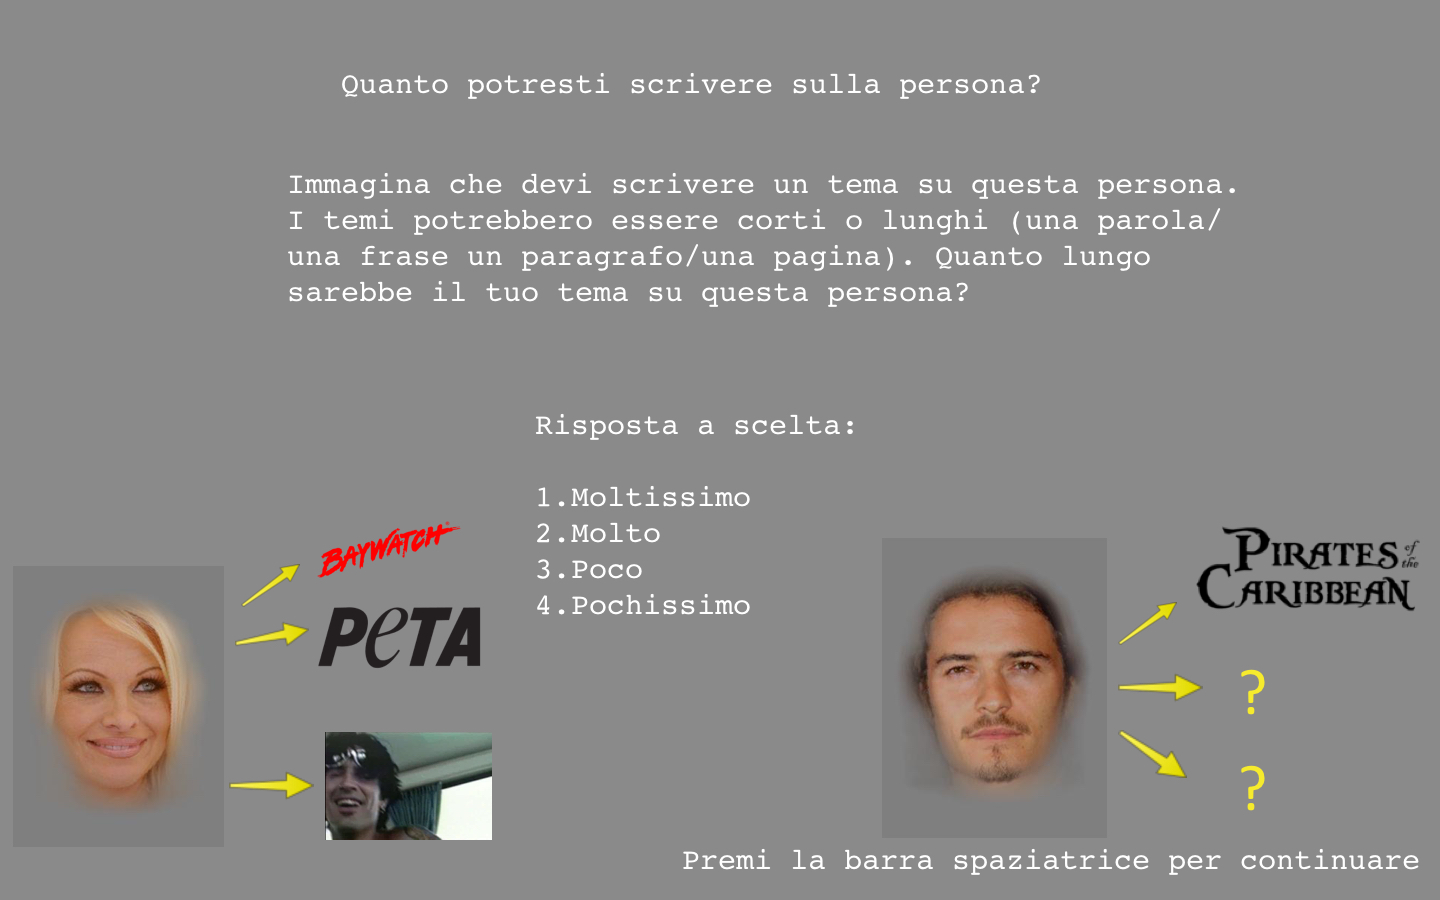 Quanto potresti scrivere sulla persona?
Immagina che devi scrivere un tema su questa persona.
I temi potrebbero essere corti o lunghi (una parola/
una frase un paragrafo/una pagina). Quanto lungo
sarebbe il tuo tema su questa persona?
Risposta a scelta:
1.Moltissimo
2.Molto
3.Poco
4.Pochissimo
BAYWATCH
PeTA
PIRATES of the
CARIBBEAN
?
?
Premi la barra spaziatrice per continuare